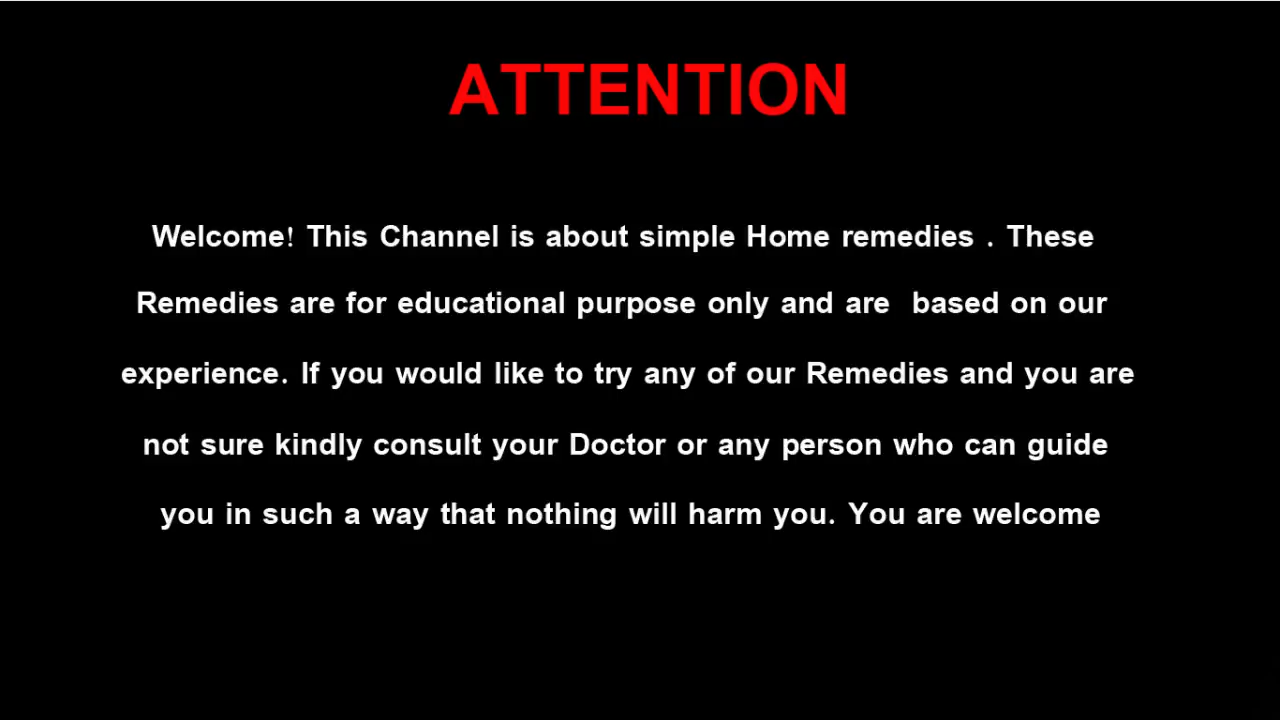 ATTENTION
Welcome! This Channel is about simple Home remedies . These
Remedies are for educational purpose only and are  based on our
experience. If you would like to try any of our Remedies and you are
not sure kindly consult your Doctor or any person who can guide
you in such a way that nothing will harm you. You are welcome